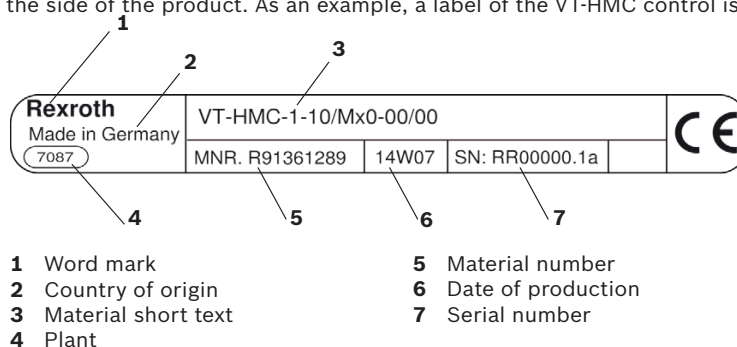 the side of the product. As an example, a label of the VT-HMC control is
1
2
3
Rexroth
Made in Germany
7087
VT-HMC-1-10/Mx0-00/00
MNR. R91361289
14W07
SN: RR00000.1a
CE
4
5
6
7
1 Word mark
2 Country of origin
3 Material short text
4 Plant
5 Material number
6 Date of production
7 Serial number